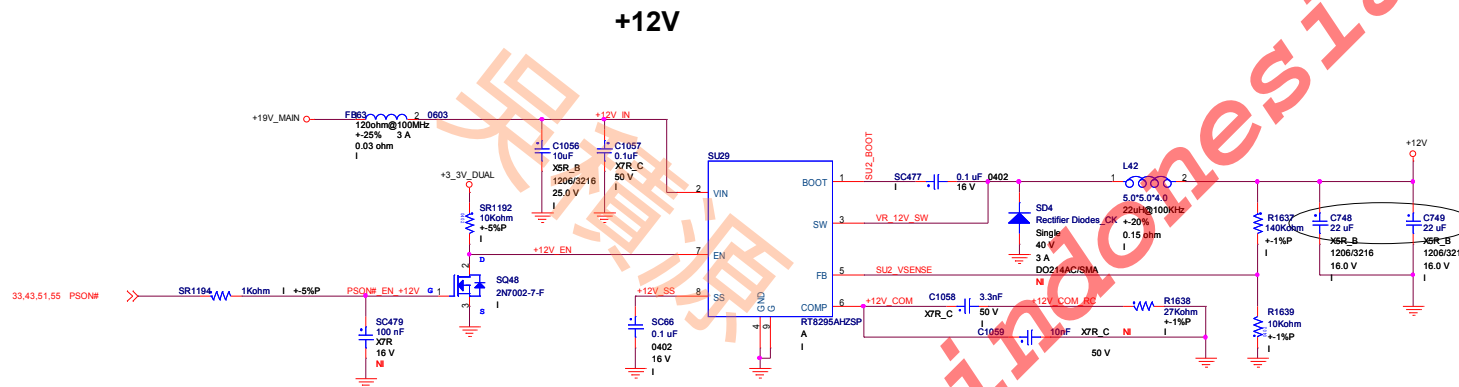 +12V
+19V_MAIN
FB63
2
0603
120ohm@100MHz
+-25% 3 A
0.03 ohm
I
+12V_IN
C1056
10uF
X5R_B
1206/3216
25.0 V
I
C1057
0.1uF
X7R_C
50 V
I
+3_3V_DUAL
SR1192
10Kohm
+-5%P
I
+12V_EN
SQ48
2N7002-7-F
I
D
G
S
2
1
3
33,43,51,55 PSON#
SR1194
1Kohm I +-5%P
PSON#_EN_+12V
SC479
100 nF
X7R
16 V
NI
SU29
2 VIN
7 EN
8 SS
BOOT 1
SW 3
FB 5
COMP 6
GND
G
4
9
RT8295AHZSP
A
I
+12V_SS
SC66
0.1 uF
0402
16 V
I
SU2_BOOT
SC477
I
0.1 uF 0402
16 V
VR_12V_SW
SD4
Rectifier Diodes_CK
Single
40 V
3 A
DO214AC/SMA
NI
L42
1
2
5.0*5.0*4.0
22uH@100KHz
+-20%
0.15 ohm
I
SU2_VSENSE
+12V_COM
C1058
3.3nF
X7R_C
50 V
I
+12V_COM_RC
R1638
27Kohm
+-1%P
I
C1059
10nF
X7R_C
NI
50 V
R1637
140Kohm
+-1%P
I
R1639
10Kohm
+-1%P
I
+12V
C748
22 uF
X5R_B
1206/3216
16.0 V
I
C749
22 uF
X5R_B
1206/3216
16.0 V
I
吳積源
indonesia